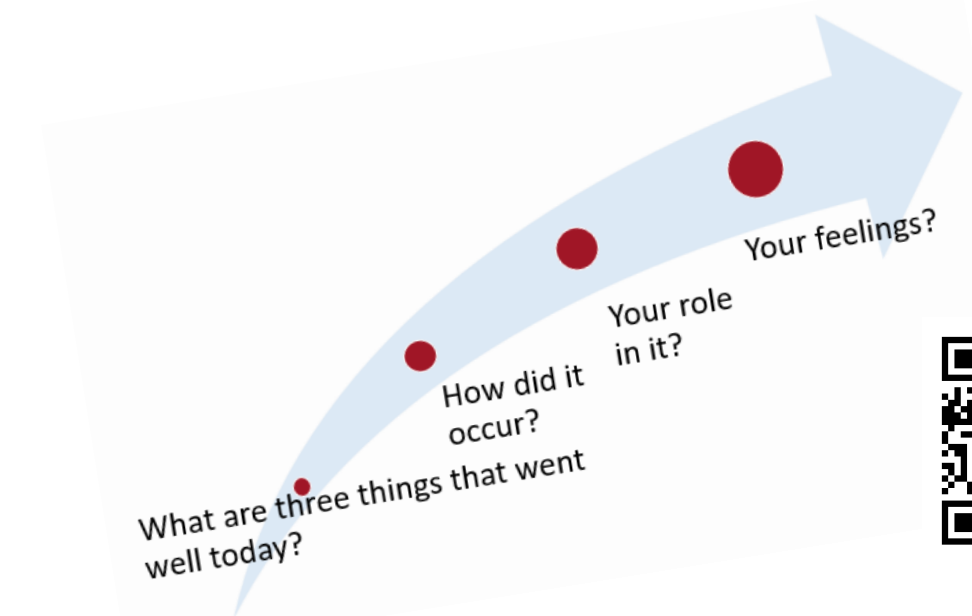 What are three things that went
well today?
How did it
occur?
Your role
in it?
Your feelings?